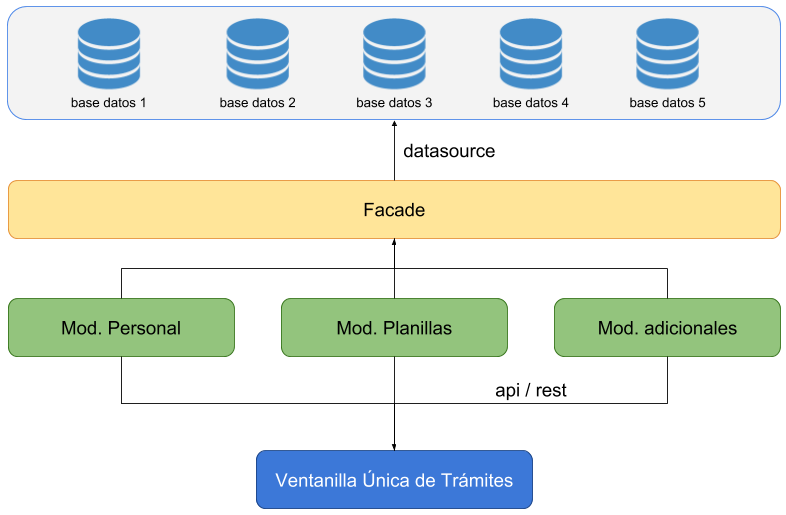 base datos 1
base datos 2
base datos 3
base datos 4
base datos 5
datasource
Facade
Mod. Personal
Mod. Planillas
Mod. adicionales
api / rest
Ventanilla Única de Trámites